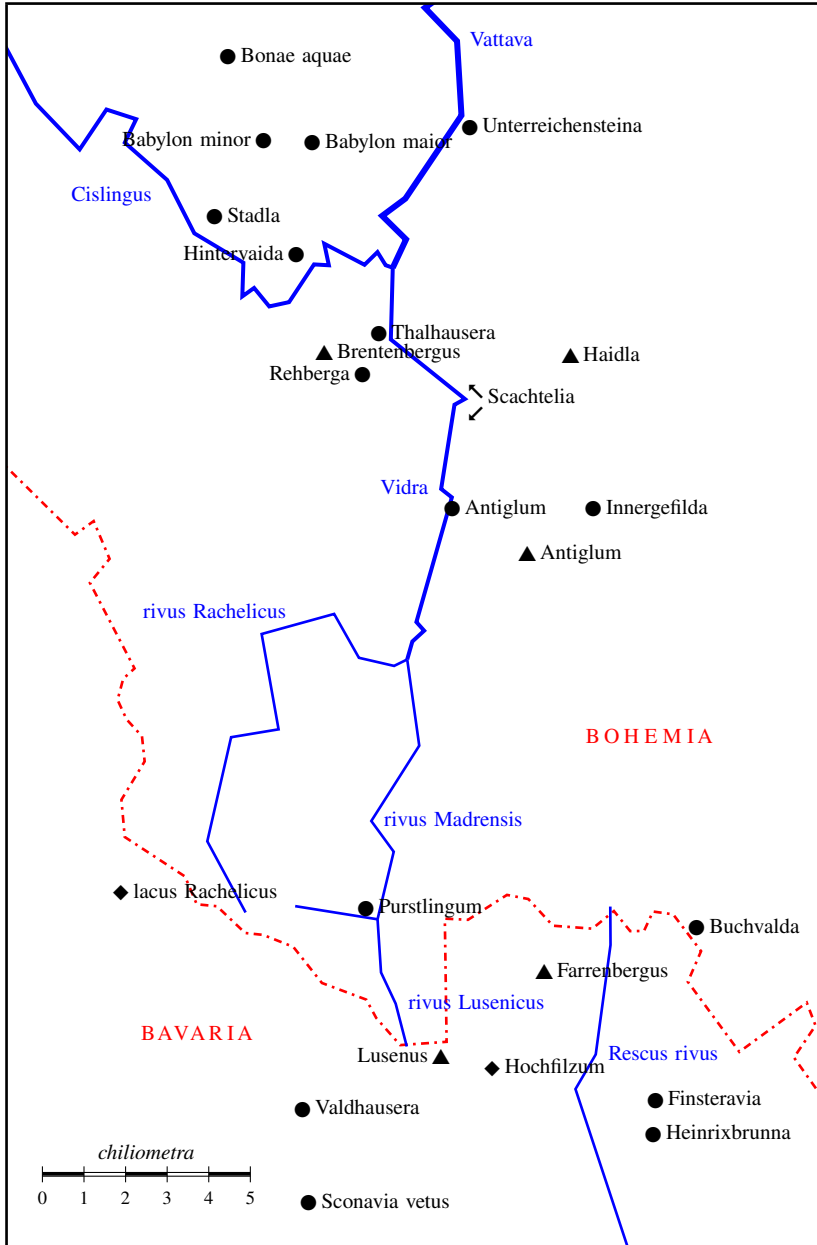 Vattava
Bonae aquae
Unterreichensteina
Babylon minor
Babylon maior
Cislingus
Stadla
Hintervaida
Thalhausera
Brentenbergus
Haidla
Rehberga
Scachtelia
Vidra
Antiglum
Innergefilda
Antiglum
rivus Rachelicus
BOHEMIA
rivus Madrensis
lacus Rachelicus
Purstlingum
Buchvalda
Farrenbergus
rivus Lusenicus
BAVARIA
Lusenus
Rescus rivus
Hochfilzum
Finsteravia
Valdhausera
Heinrixbrunna
chiliometra
0 1 2 3 4 5
Sconavia vetus